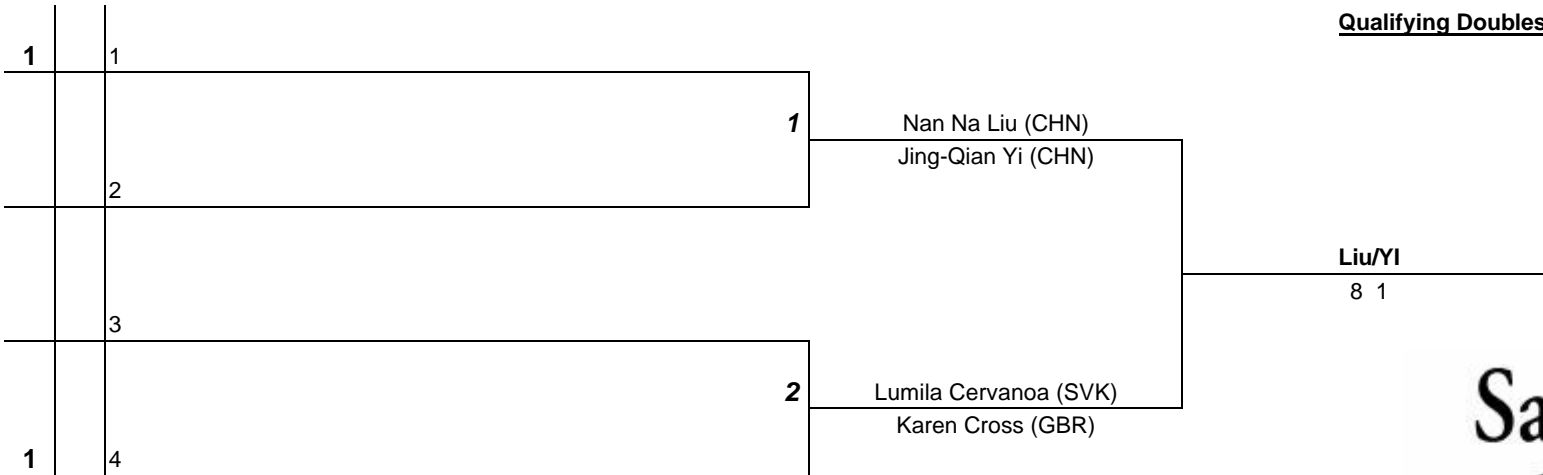 Qualifying Doubles
1 1
1 Nan Na Liu (CHN)
Jing-Qian Yi (CHN)
2
Liu/YI
8 1
3
2 Lumila Cervanoa (SVK)
Karen Cross (GBR)
1 4
Sa